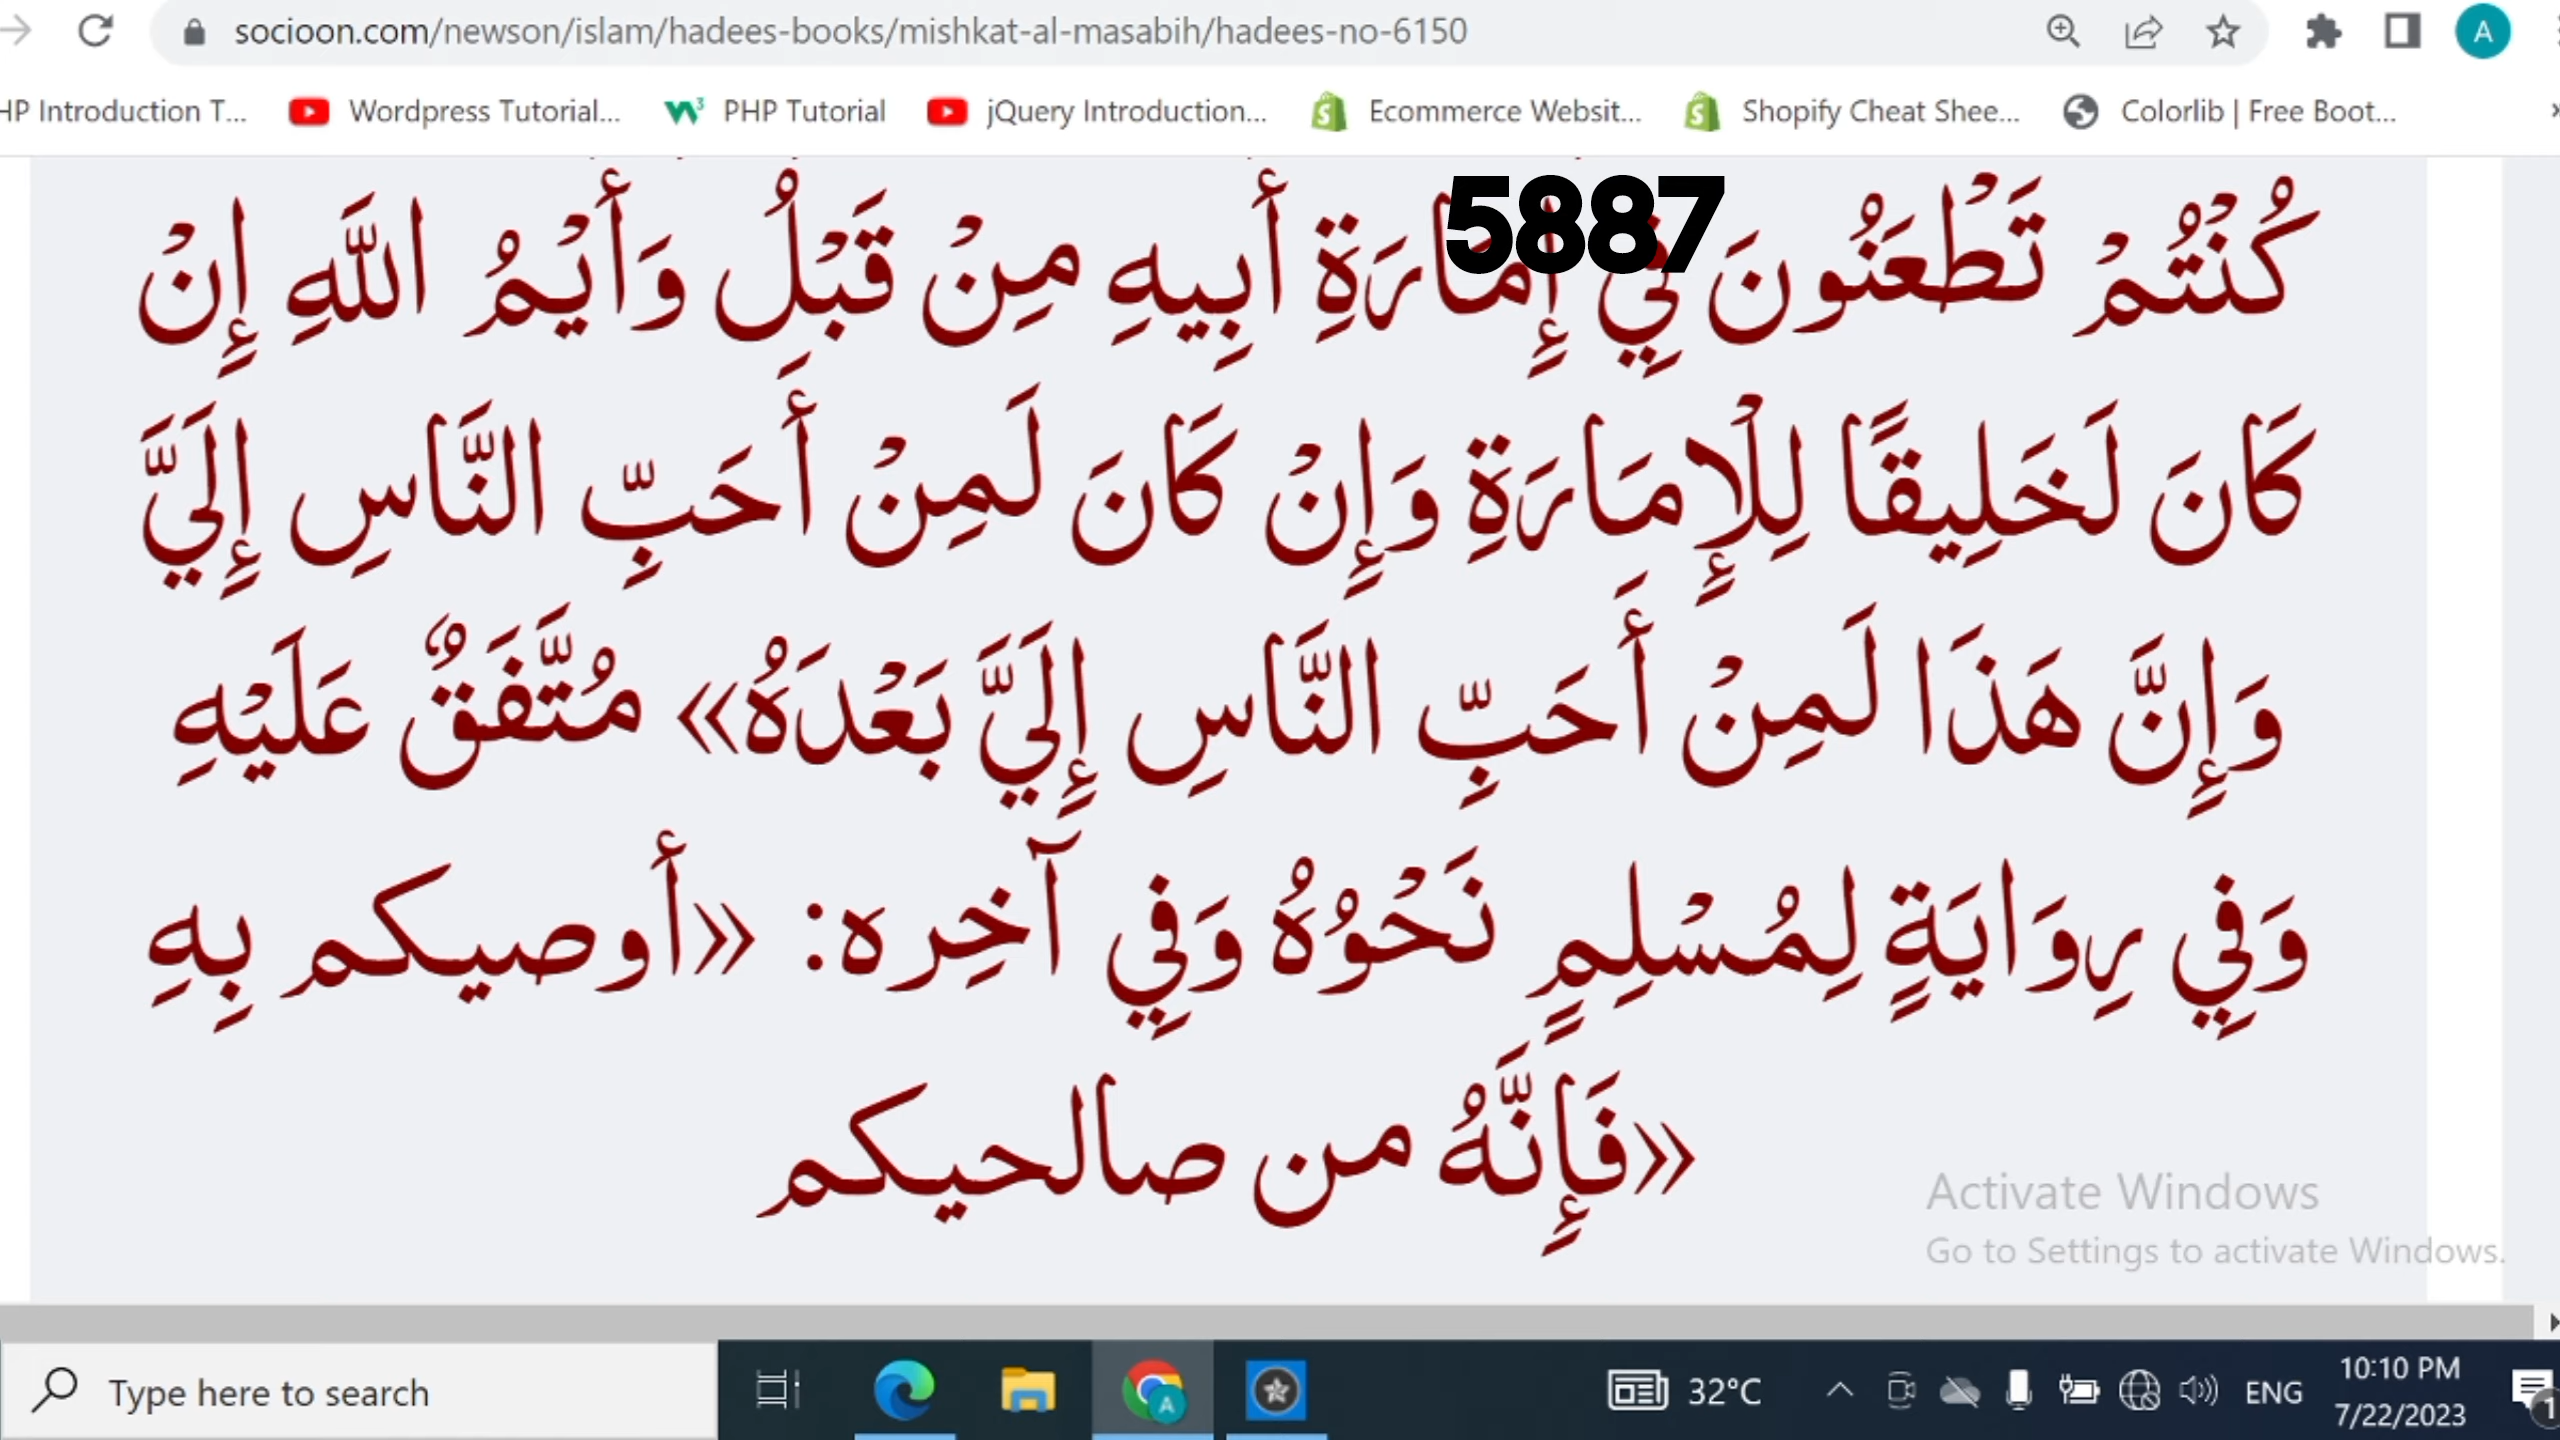 socioon.com/newson/islam/hadees-books/mishkat-al-masabih/hadees-no-6150
A
HP Introduction T...
Wordpress Tutorial...
PHP Tutorial
jQuery Introduction...
Ecommerce Websit...
Shopify Cheat Shee...
Colorlib | Free Boot...
5887
كُنْتُمْ تَطْعَنُونَ فِي إِمَارَةِ أَبِيهِ مِنْ قَبْلُ وَأَيْمُ اللَّهِ إِنْ
كَانَ لَخَلِيقًا لِلْإِمَارَةِ وَإِنْ كَانَ لَمِنْ أَحَبِّ النَّاسِ إِلَيَّ
وَإِنَّ هَذَا لَمِنْ أَحَبِّ النَّاسِ إِلَيَّ بَعْدَهُ» مُتَّفَقٌ عَلَيْهِ
وَفِي رِوَايَةٍ لِمُسْلِمٍ نَحْوُهُ وَفِي آخِره: «أوصيكم بِهِ
«فَإِنَّهُ من صالحيكم
Activate Windows
Go to Settings to activate Windows.
Type here to search
A
32°C
ENG
10:10 PM
7/22/2023
1